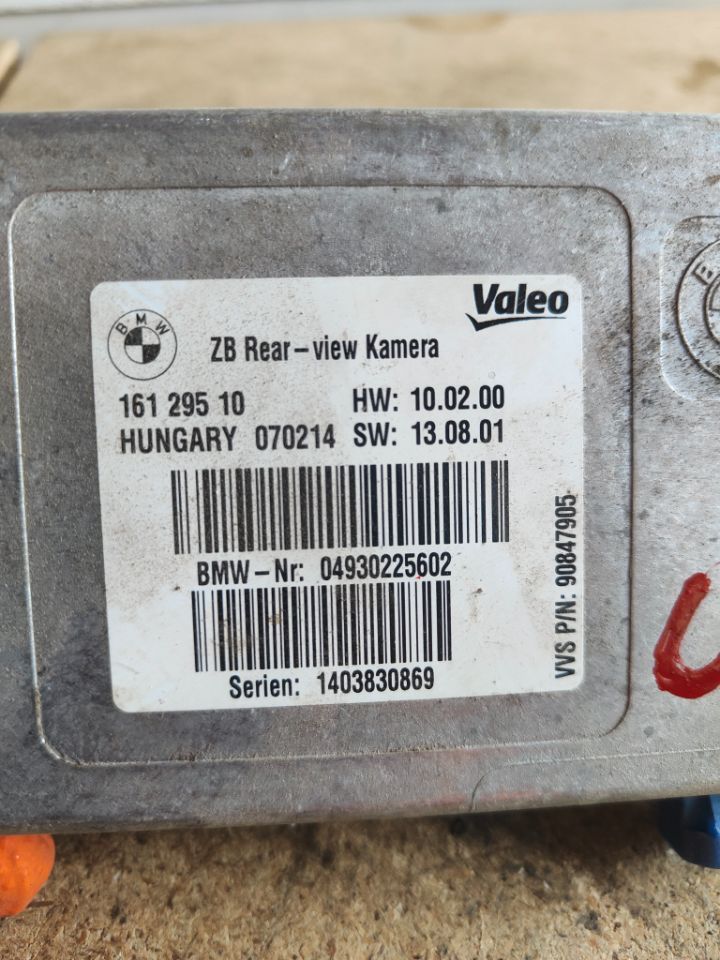 BMW
Valeo
ZB Rear-view Kamera
161 295 10 HW: 10.02.00
HUNGARY 070214 SW: 13.08.01
BMW-Nr: 04930225602
Serien: 1403830869
VVS P/N: 90847905